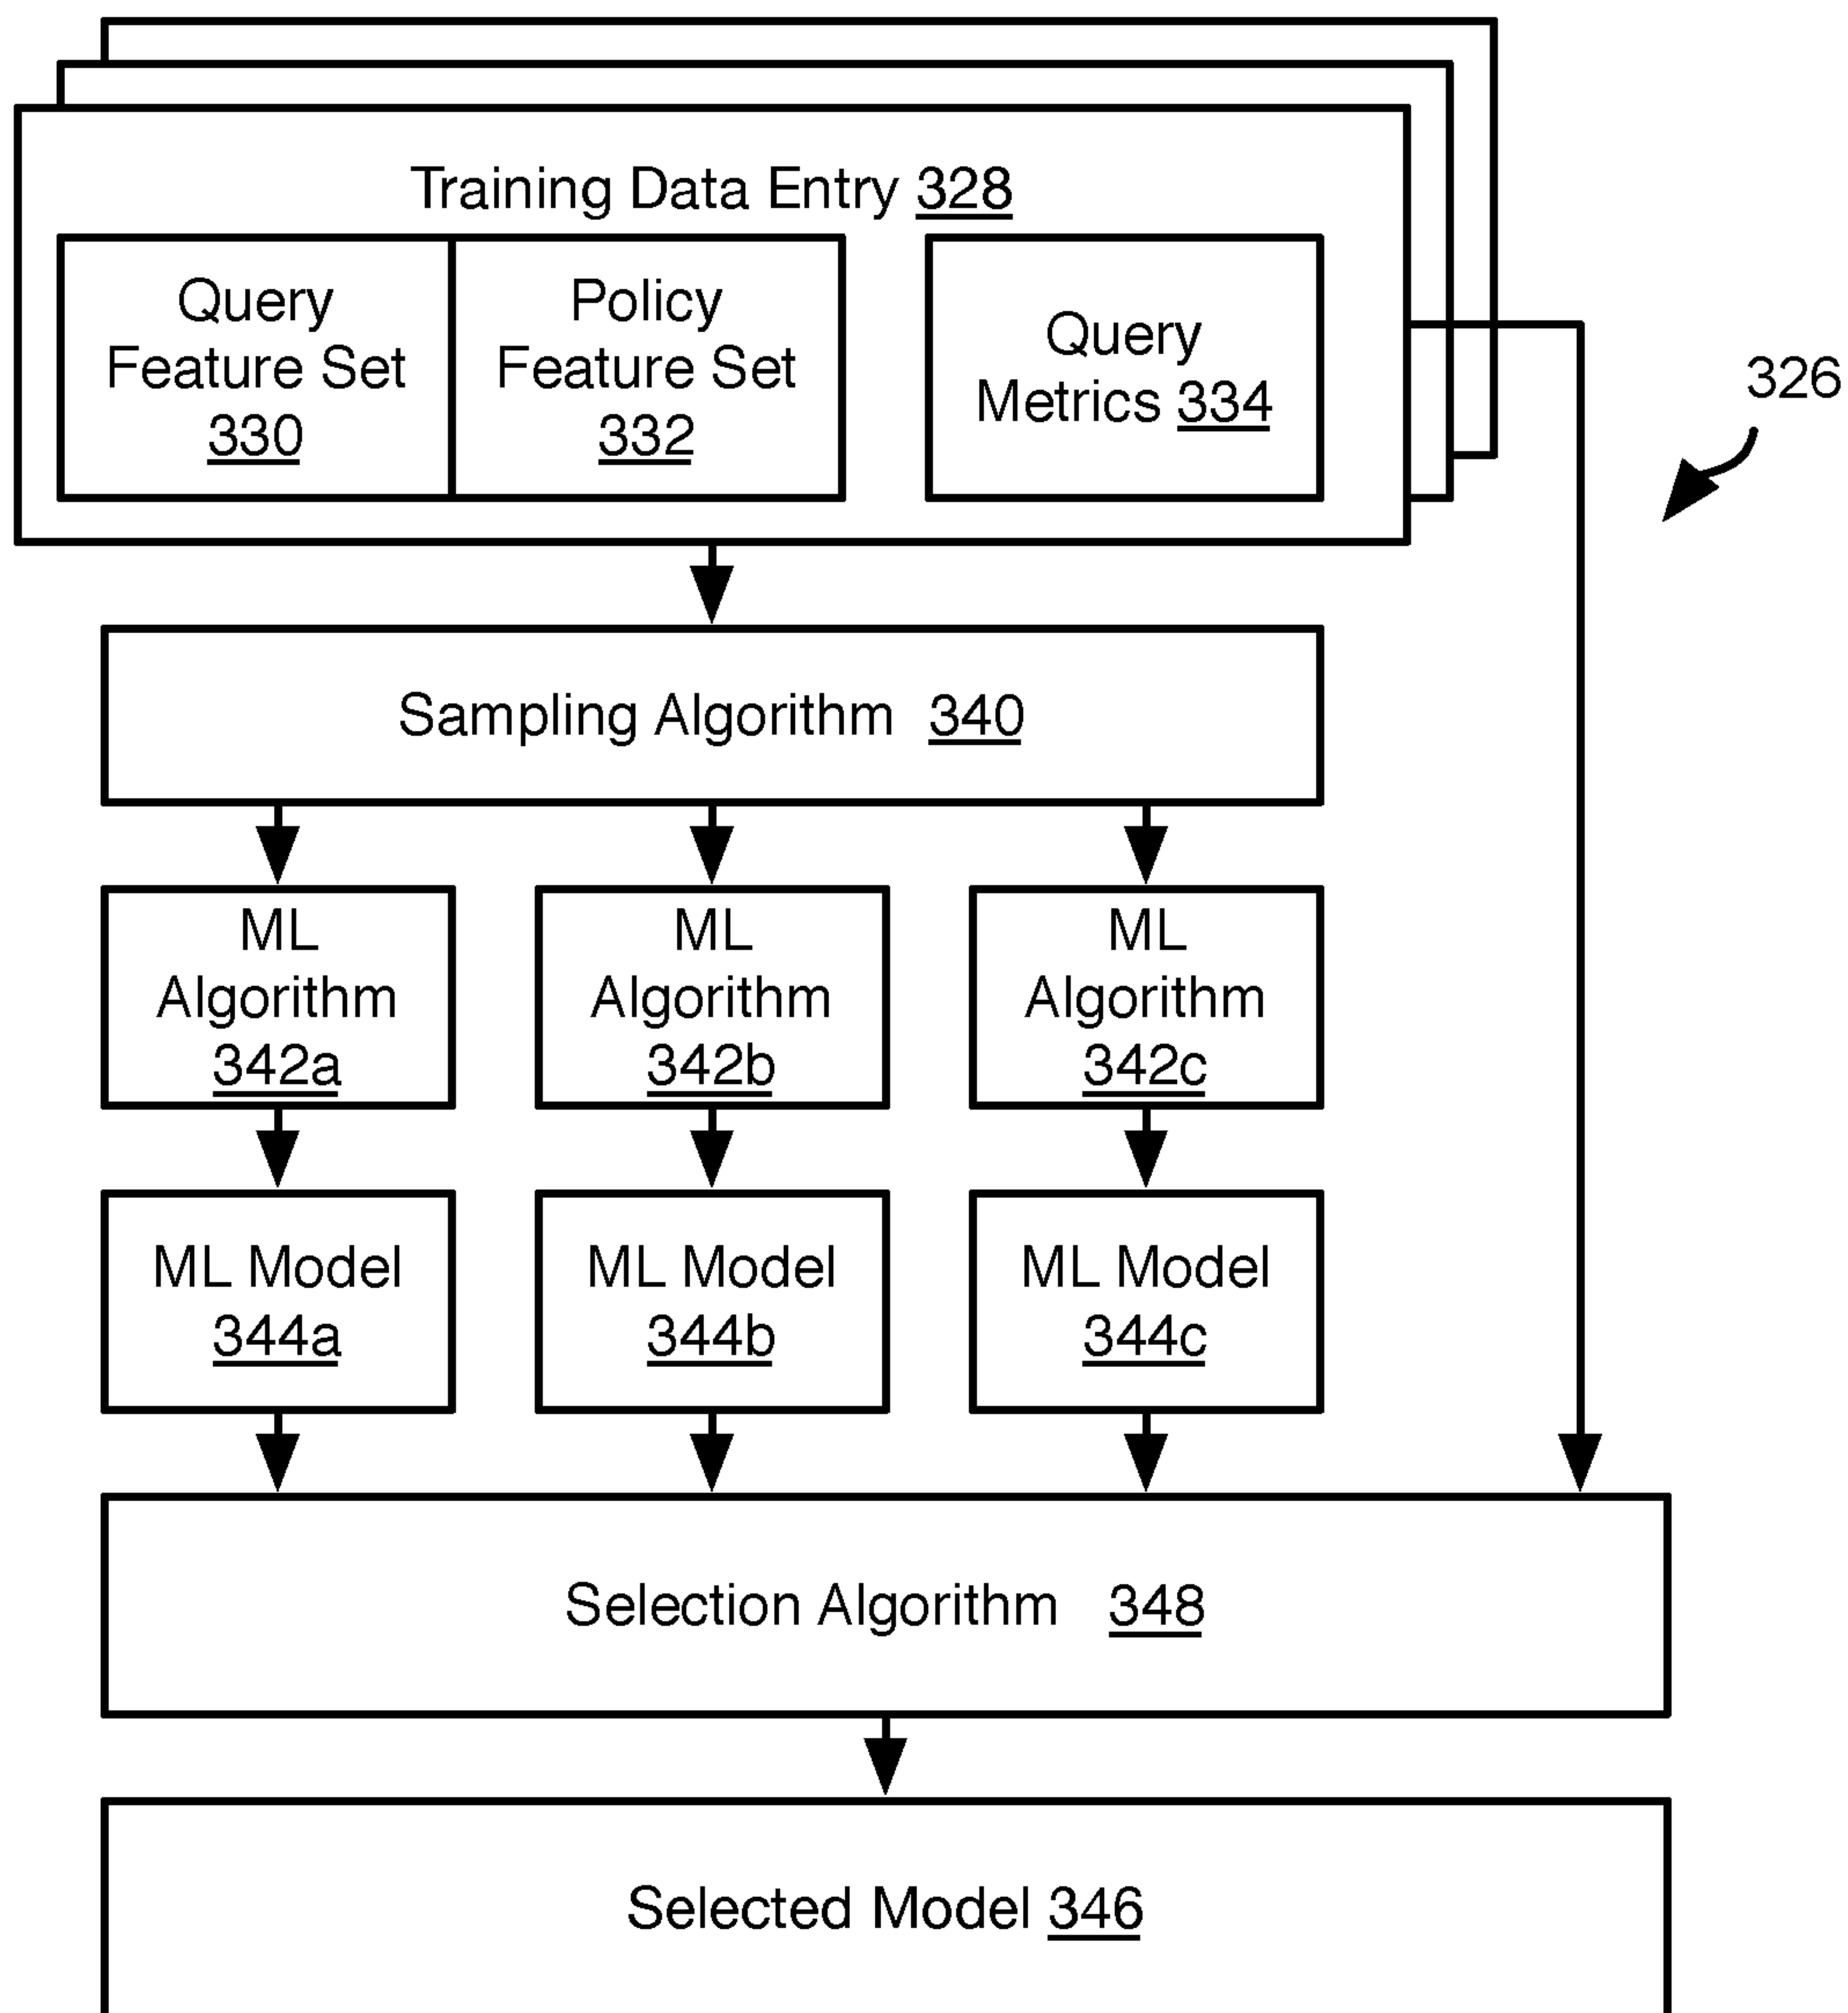 Training Data Entry 328
Query
Feature Set
330
Policy
Feature Set
332
Query
Metrics 334
326
Sampling Algorithm 340
ML
Algorithm
342a
ML
Algorithm
342b
ML
Algorithm
342c
ML Model
344a
ML Model
344b
ML Model
344c
Selection Algorithm 348
Selected Model 346